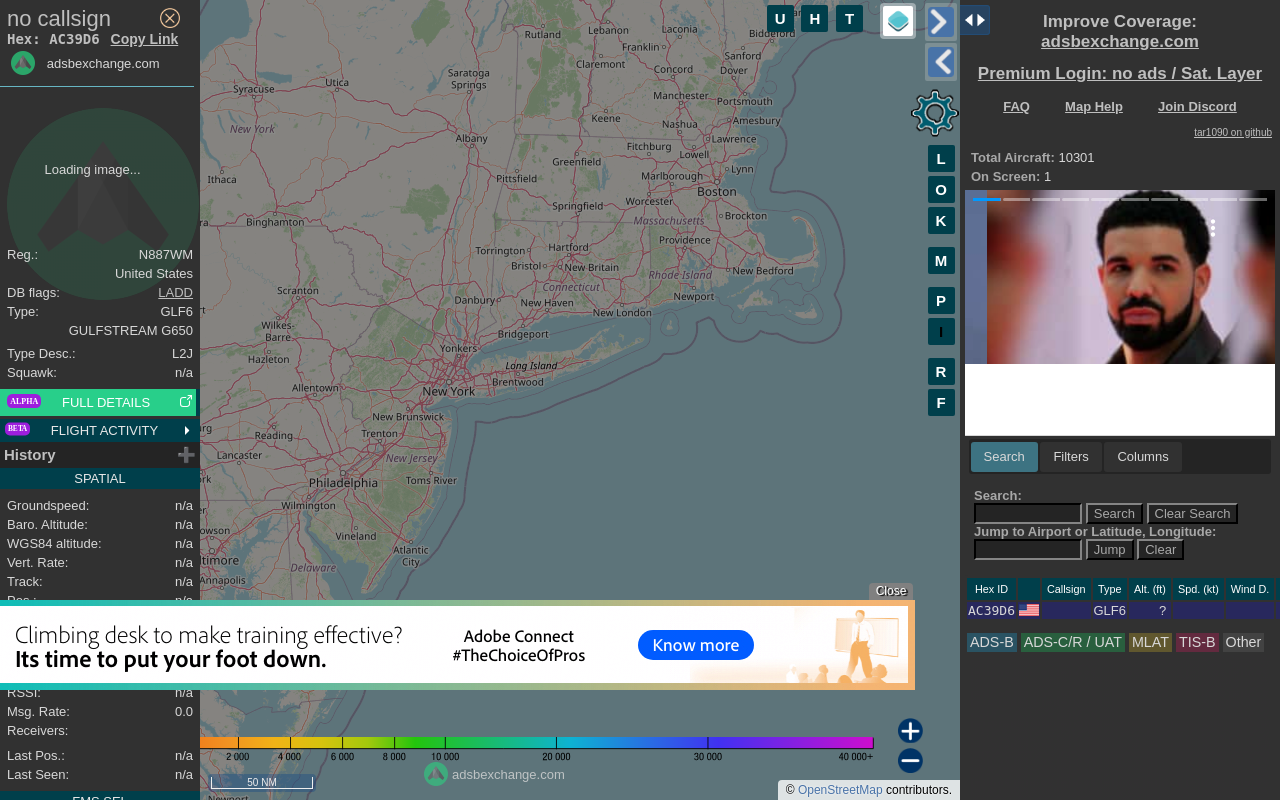 no callsign
Hex: AC39D6 Copy Link
adsbexchange.com
Loading image...
Reg.: N887WM
United States
DB flags: LADD
Type: GLF6
GULFSTREAM G650
Type Desc.: L2J
Squawk: n/a
ALPHA FULL DETAILS
BETA FLIGHT ACTIVITY
History
SPATIAL
Groundspeed: n/a
Baro. Altitude: n/a
WGS84 altitude: n/a
Vert. Rate: n/a
Track: n/a
Pos.: n/a
RSSI: n/a
Msg. Rate: 0.0
Receivers:
Last Pos.: n/a
Last Seen: n/a
FMS SEL
U H T
Rutland
Lebanon
Laconia
Franklin
Sanford
Claremont
Concord
Dover
Biddeford
Saratoga
Springs
Utica
Syracuse
Manchester
Portsmouth
Keene
Nashua
Amesbury
New York
Albany
Lawrence
Fitchburg
Lowell
Greenfield
Lynn
Ithaca
Pittsfield
Marlborough
Boston
Worcester
Springfield
Brockton
Massachusetts
Binghamton
Providence
Hartford
Torrington
Bristol
New Britain
New Bedford
Rhode Island
Connecticut
Scranton
Danbury
New Haven
Newport
New London
Wilkes-
Barre
Bridgeport
Yonkers
Hazleton
Long Island
Brentwood
Allentown
New York
New Brunswick
Reading
Trenton
Lancaster
New Jersey
Philadelphia
Toms River
Wilmington
Vineland
Atlantic
City
Delaware
Annapolis
L
O
K
M
P
I
R
F
Close
Climbing desk to make training effective?
Its time to put your foot down.
Adobe Connect
#TheChoiceOfPros
Know more
2 000 4 000 6 000 8 000 10 000 20 000 30 000 40 000+
adsbexchange.com
50 NM
Newport
© OpenStreetMap contributors.
Improve Coverage:
adsbexchange.com
Premium Login: no ads / Sat. Layer
FAQ Map Help Join Discord
tar1090 on github
Total Aircraft: 10301
On Screen: 1
Search Filters Columns
Search:
Search Clear Search
Jump to Airport or Latitude, Longitude:
Jump Clear
Hex ID Callsign Type Alt. (ft) Spd. (kt) Wind D.
AC39D6 GLF6 ?
ADS-B ADS-C/R / UAT MLAT TIS-B Other